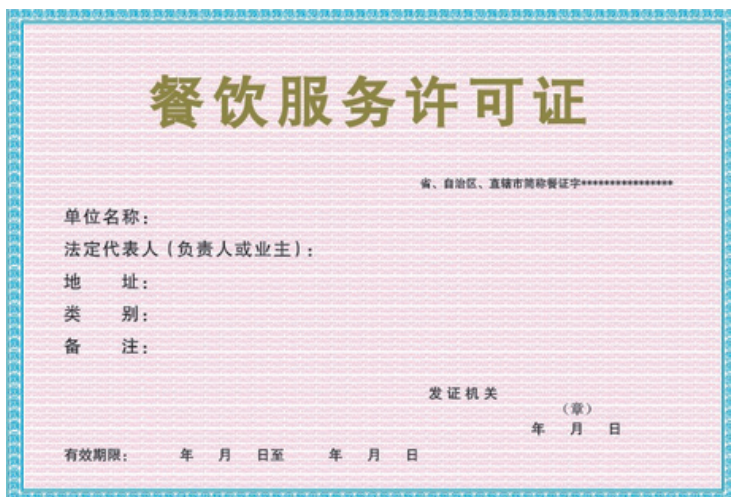 餐饮服务许可证
省、自治区、直辖市简称餐证字****************
单位名称：
法定代表人（负责人或业主）：
地 址：
类 别：
备 注：
发证机关
（章）
年 月 日
有效期限： 年 月 日至 年 月 日